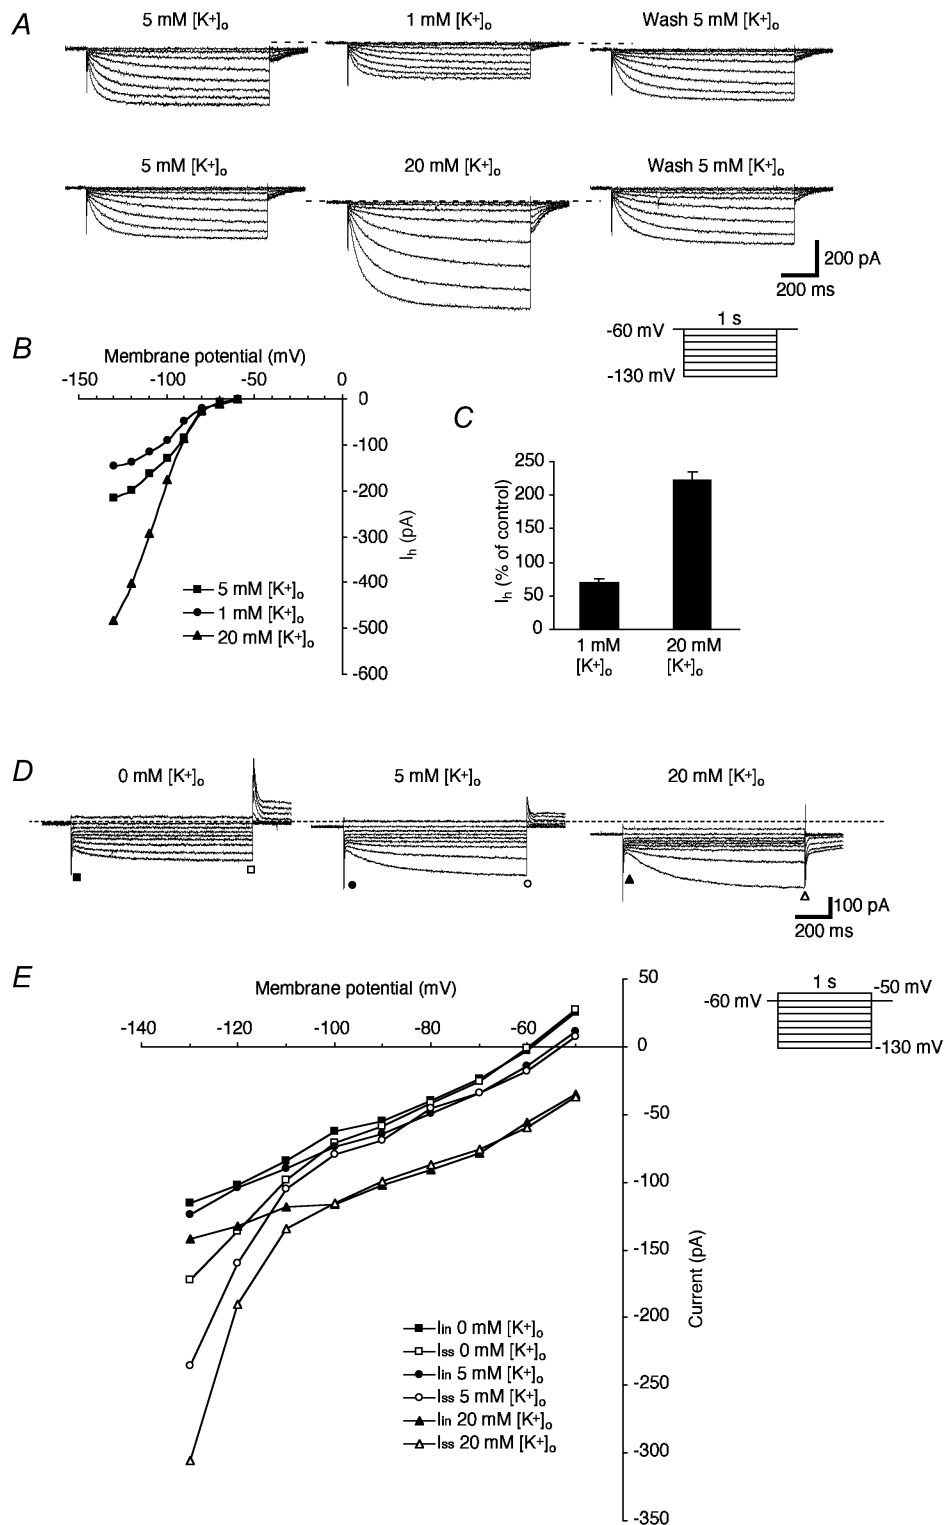 A
5 mM [K+]o
1 mM [K+]o
Wash 5 mM [K+]o
5 mM [K+]o
20 mM [K+]o
Wash 5 mM [K+]o
200 pA
200 ms
1 s
-60 mV
-130 mV
B
Membrane potential (mV)
-150 -100 -50 0
0
-100
-200
-300
-400
-500
-600
Ih (pA)
5 mM [K+]o
1 mM [K+]o
20 mM [K+]o
C
250
200
150
100
50
0
Ih (% of control)
1 mM
[K+]o
20 mM
[K+]o
D
0 mM [K+]o
5 mM [K+]o
20 mM [K+]o
100 pA
200 ms
E
Membrane potential (mV)
-140 -120 -100 -80 -60
50
0
-50
-100
-150
-200
-250
-300
-350
Current (pA)
1 s
-50 mV
-60 mV
-130 mV
Iin 0 mM [K+]o
Iss 0 mM [K+]o
Iin 5 mM [K+]o
Iss 5 mM [K+]o
Iin 20 mM [K+]o
Iss 20 mM [K+]o